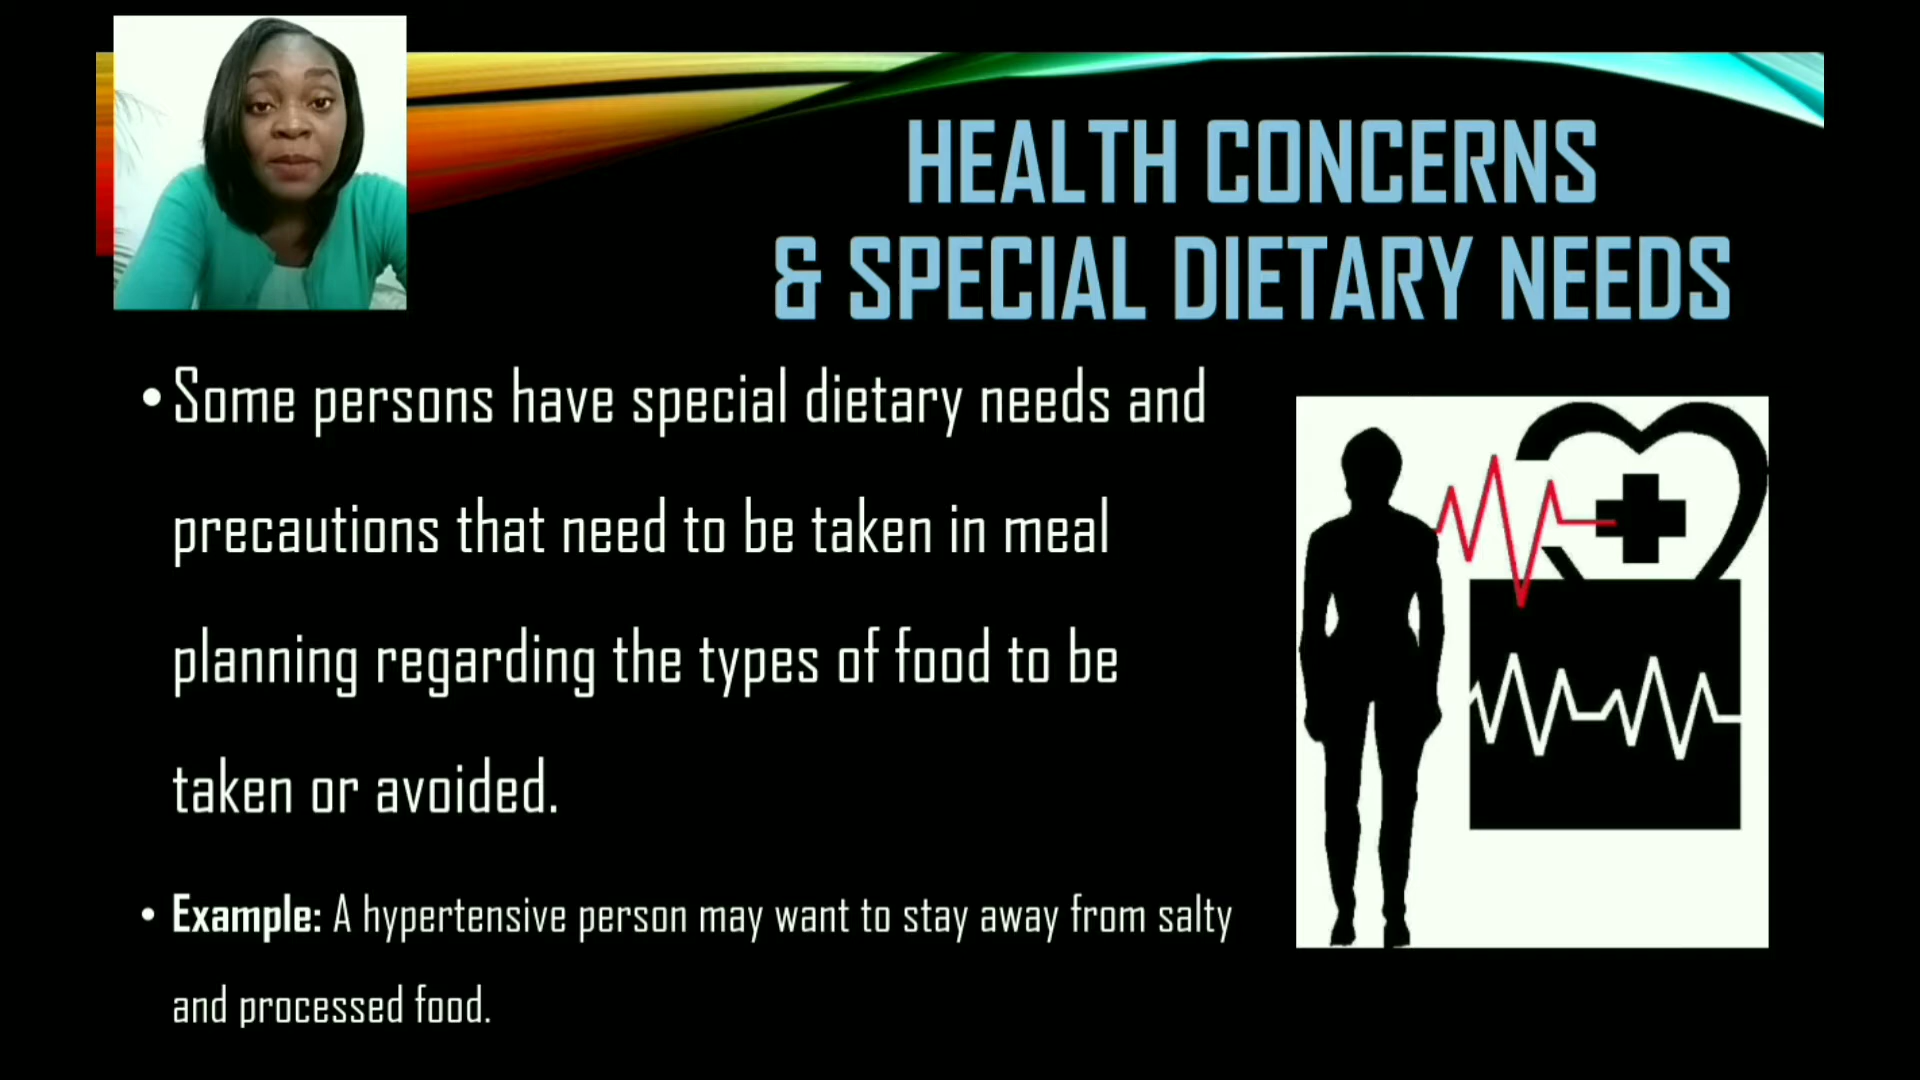 HEALTH CONCERNS
& SPECIAL DIETARY NEEDS
• Some persons have special dietary needs and
precautions that need to be taken in meal
planning regarding the types of food to be
taken or avoided.
• Example: A hypertensive person may want to stay away from salty
and processed food.